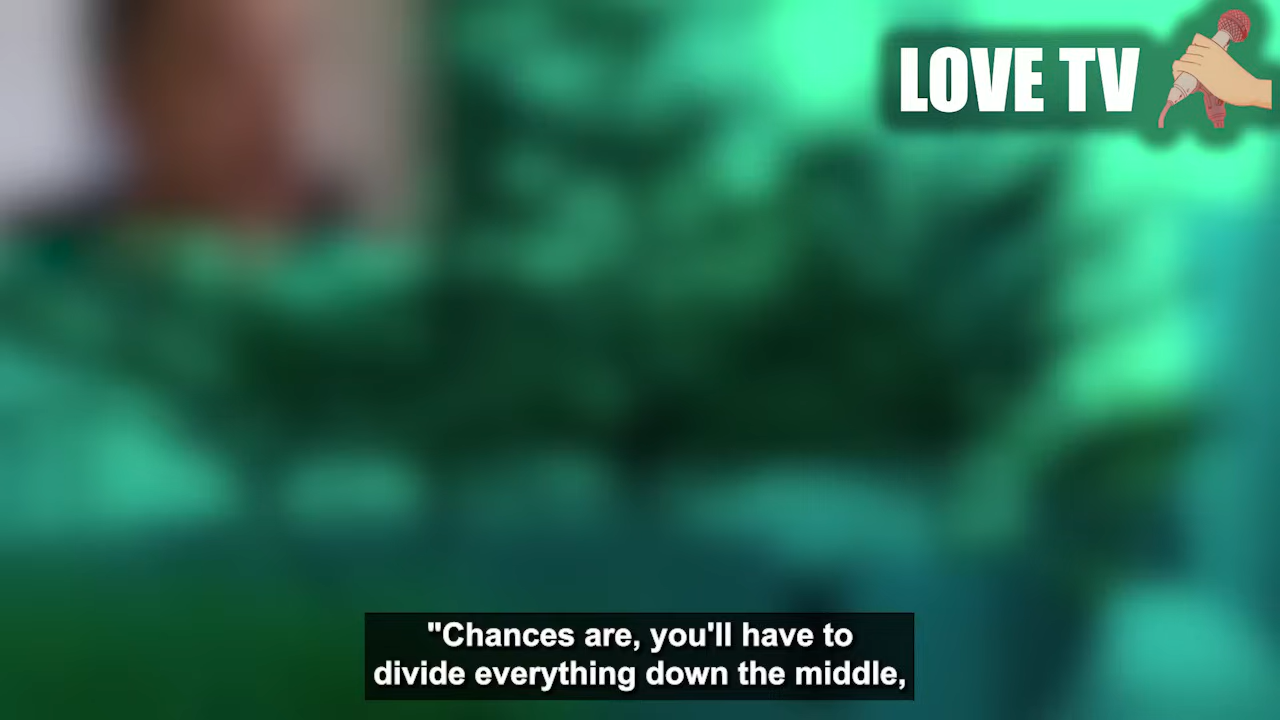 LOVE TV
"Chances are, you'll have to
divide everything down the middle,